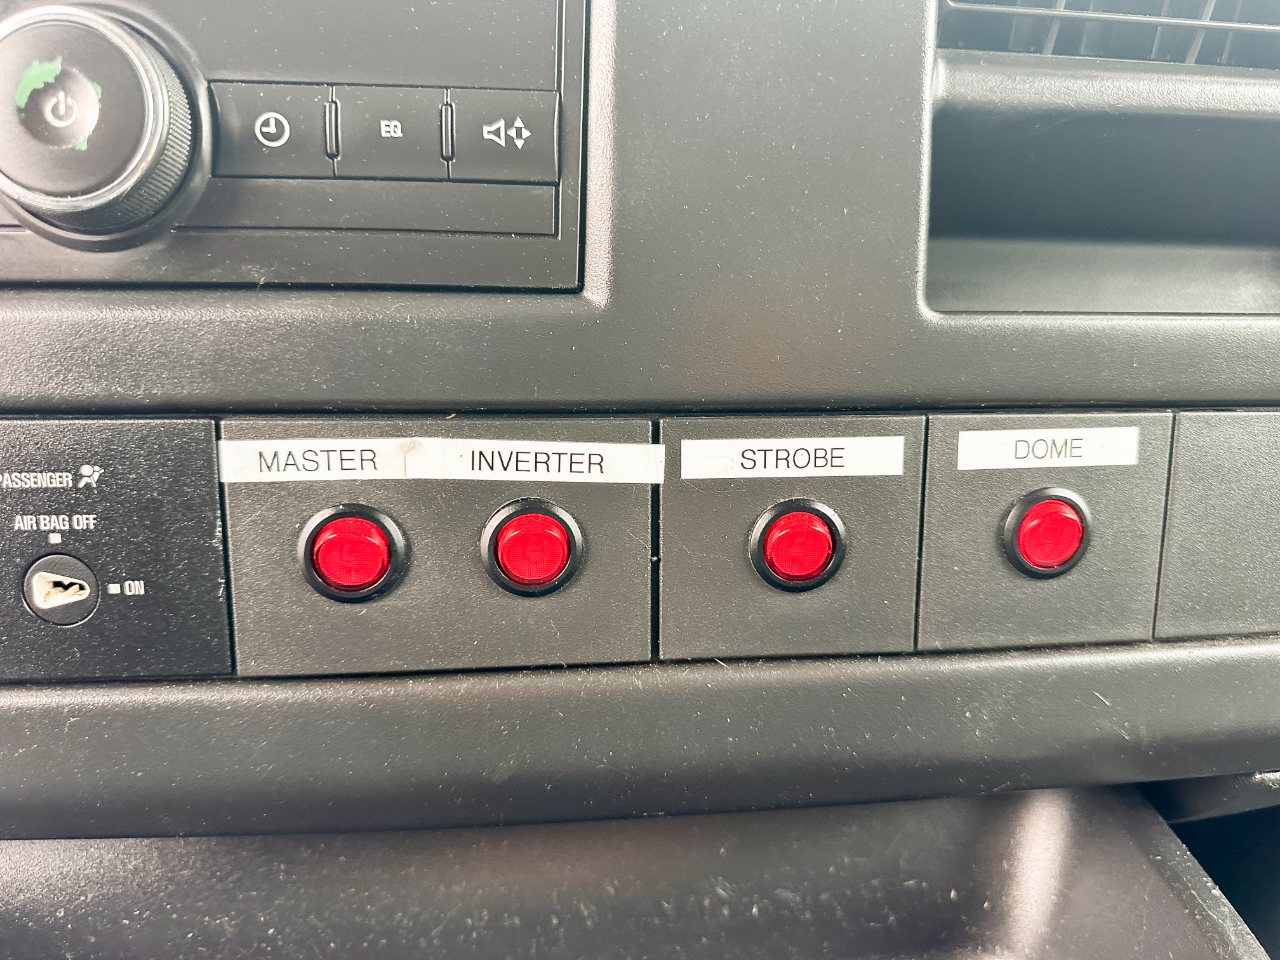 EQ
MASTER INVERTER STROBE DOME
PASSENGER
AIR BAG OFF
ON